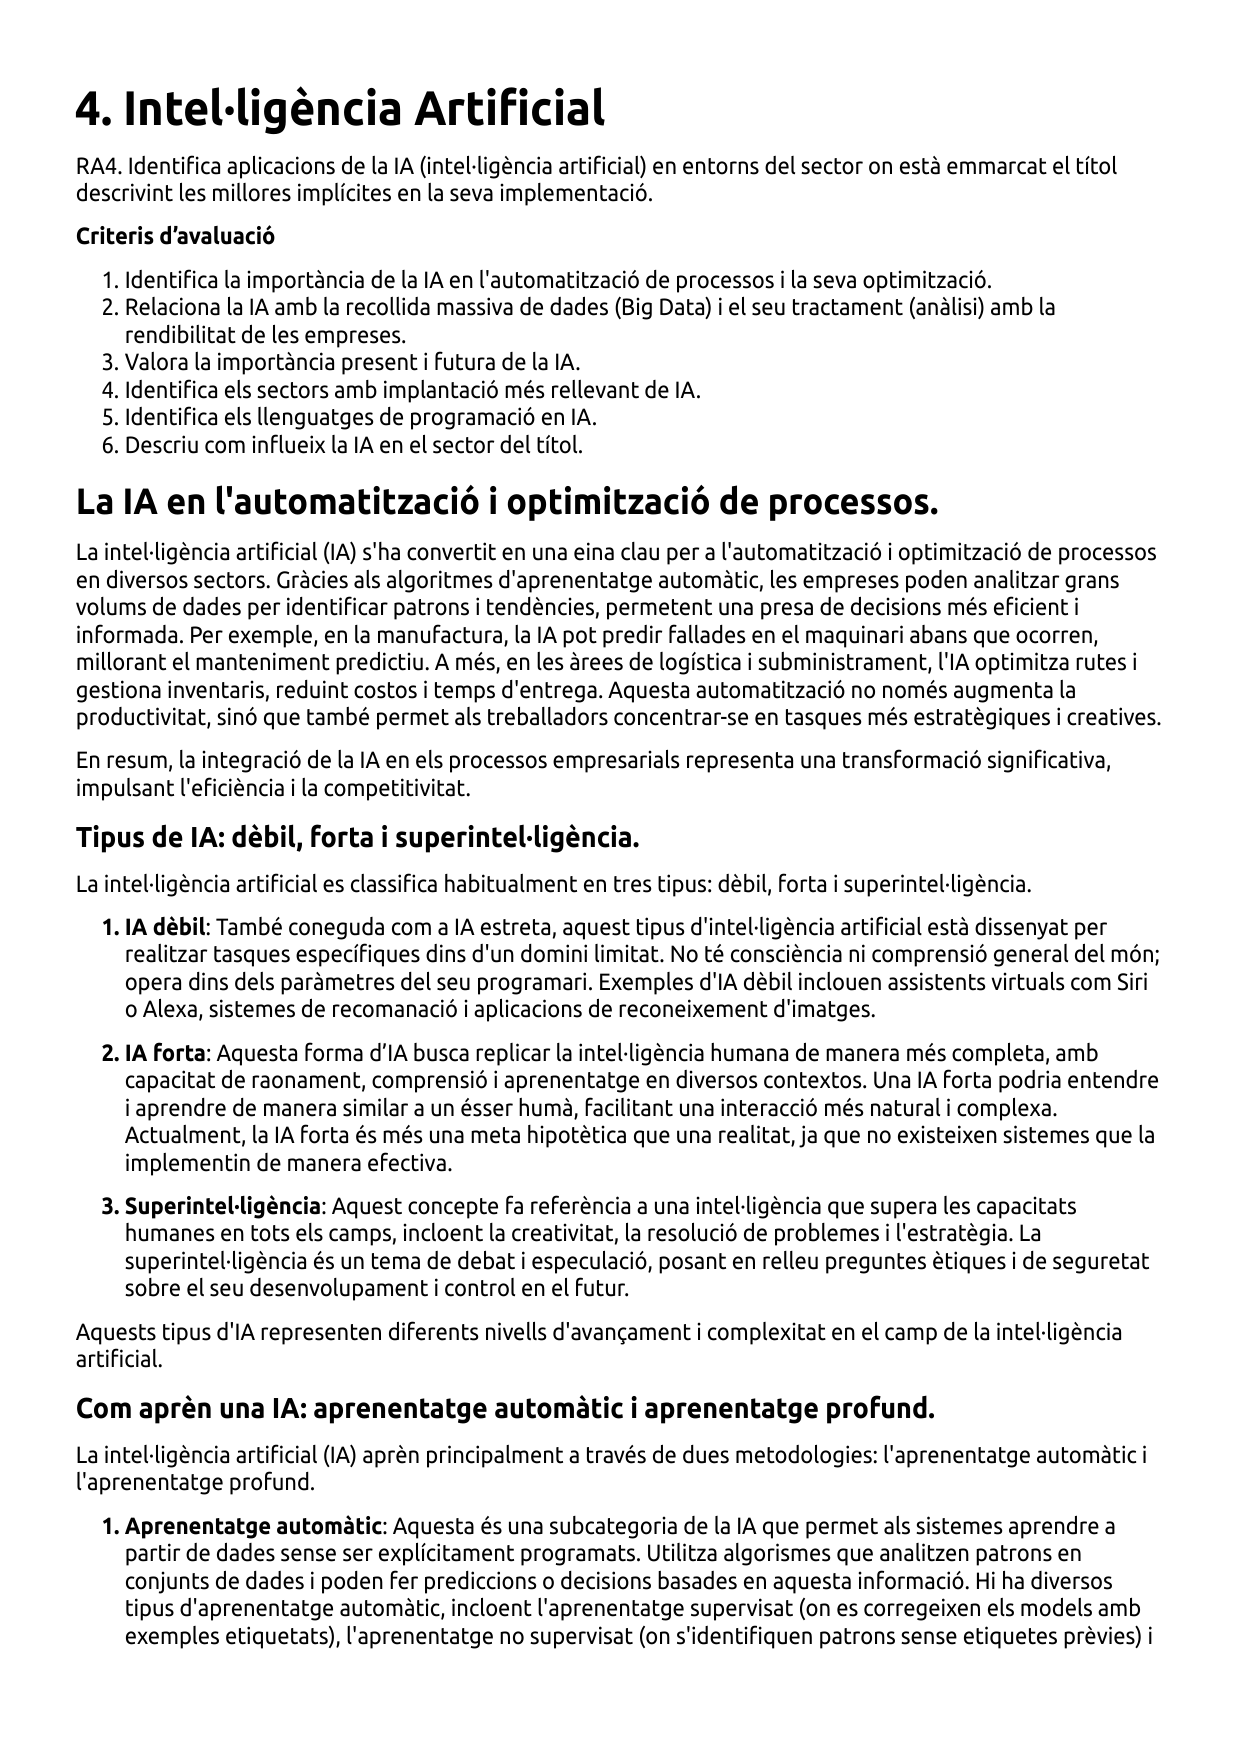 4. Intel·ligència Artificial
RA4. Identifica aplicacions de la IA (intel·ligència artificial) en entorns del sector on està emmarcat el títol
descrivint les millores implícites en la seva implementació.
Criteris d’avaluació
1. Identifica la importància de la IA en l'automatització de processos i la seva optimització.
2. Relaciona la IA amb la recollida massiva de dades (Big Data) i el seu tractament (anàlisi) amb la
rendibilitat de les empreses.
3. Valora la importància present i futura de la IA.
4. Identifica els sectors amb implantació més rellevant de IA.
5. Identifica els llenguatges de programació en IA.
6. Descriu com influeix la IA en el sector del títol.
La IA en l'automatització i optimització de processos.
La intel·ligència artificial (IA) s'ha convertit en una eina clau per a l'automatització i optimització de processos
en diversos sectors. Gràcies als algoritmes d'aprenentatge automàtic, les empreses poden analitzar grans
volums de dades per identificar patrons i tendències, permetent una presa de decisions més eficient i
informada. Per exemple, en la manufactura, la IA pot predir fallades en el maquinari abans que ocorren,
millorant el manteniment predictiu. A més, en les àrees de logística i subministrament, l'IA optimitza rutes i
gestiona inventaris, reduint costos i temps d'entrega. Aquesta automatització no només augmenta la
productivitat, sinó que també permet als treballadors concentrar-se en tasques més estratègiques i creatives.
En resum, la integració de la IA en els processos empresarials representa una transformació significativa,
impulsant l'eficiència i la competitivitat.
Tipus de IA: dèbil, forta i superintel·ligència.
La intel·ligència artificial es classifica habitualment en tres tipus: dèbil, forta i superintel·ligència.
1. IA dèbil: També coneguda com a IA estreta, aquest tipus d'intel·ligència artificial està dissenyat per
realitzar tasques específiques dins d'un domini limitat. No té consciència ni comprensió general del món;
opera dins dels paràmetres del seu programari. Exemples d'IA dèbil inclouen assistents virtuals com Siri
o Alexa, sistemes de recomanació i aplicacions de reconeixement d'imatges.
2. IA forta: Aquesta forma d’IA busca replicar la intel·ligència humana de manera més completa, amb
capacitat de raonament, comprensió i aprenentatge en diversos contextos. Una IA forta podria entendre
i aprendre de manera similar a un ésser humà, facilitant una interacció més natural i complexa.
Actualment, la IA forta és més una meta hipotètica que una realitat, ja que no existeixen sistemes que la
implementin de manera efectiva.
3. Superintel·ligència: Aquest concepte fa referència a una intel·ligència que supera les capacitats
humanes en tots els camps, incloent la creativitat, la resolució de problemes i l'estratègia. La
superintel·ligència és un tema de debat i especulació, posant en relleu preguntes ètiques i de seguretat
sobre el seu desenvolupament i control en el futur.
Aquests tipus d'IA representen diferents nivells d'avançament i complexitat en el camp de la intel·ligència
artificial.
Com aprèn una IA: aprenentatge automàtic i aprenentatge profund.
La intel·ligència artificial (IA) aprèn principalment a través de dues metodologies: l'aprenentatge automàtic i
l'aprenentatge profund.
1. Aprenentatge automàtic: Aquesta és una subcategoria de la IA que permet als sistemes aprendre a
partir de dades sense ser explícitament programats. Utilitza algorismes que analitzen patrons en
conjunts de dades i poden fer prediccions o decisions basades en aquesta informació. Hi ha diversos
tipus d'aprenentatge automàtic, incloent l'aprenentatge supervisat (on es corregeixen els models amb
exemples etiquetats), l'aprenentatge no supervisat (on s'identifiquen patrons sense etiquetes prèvies) i